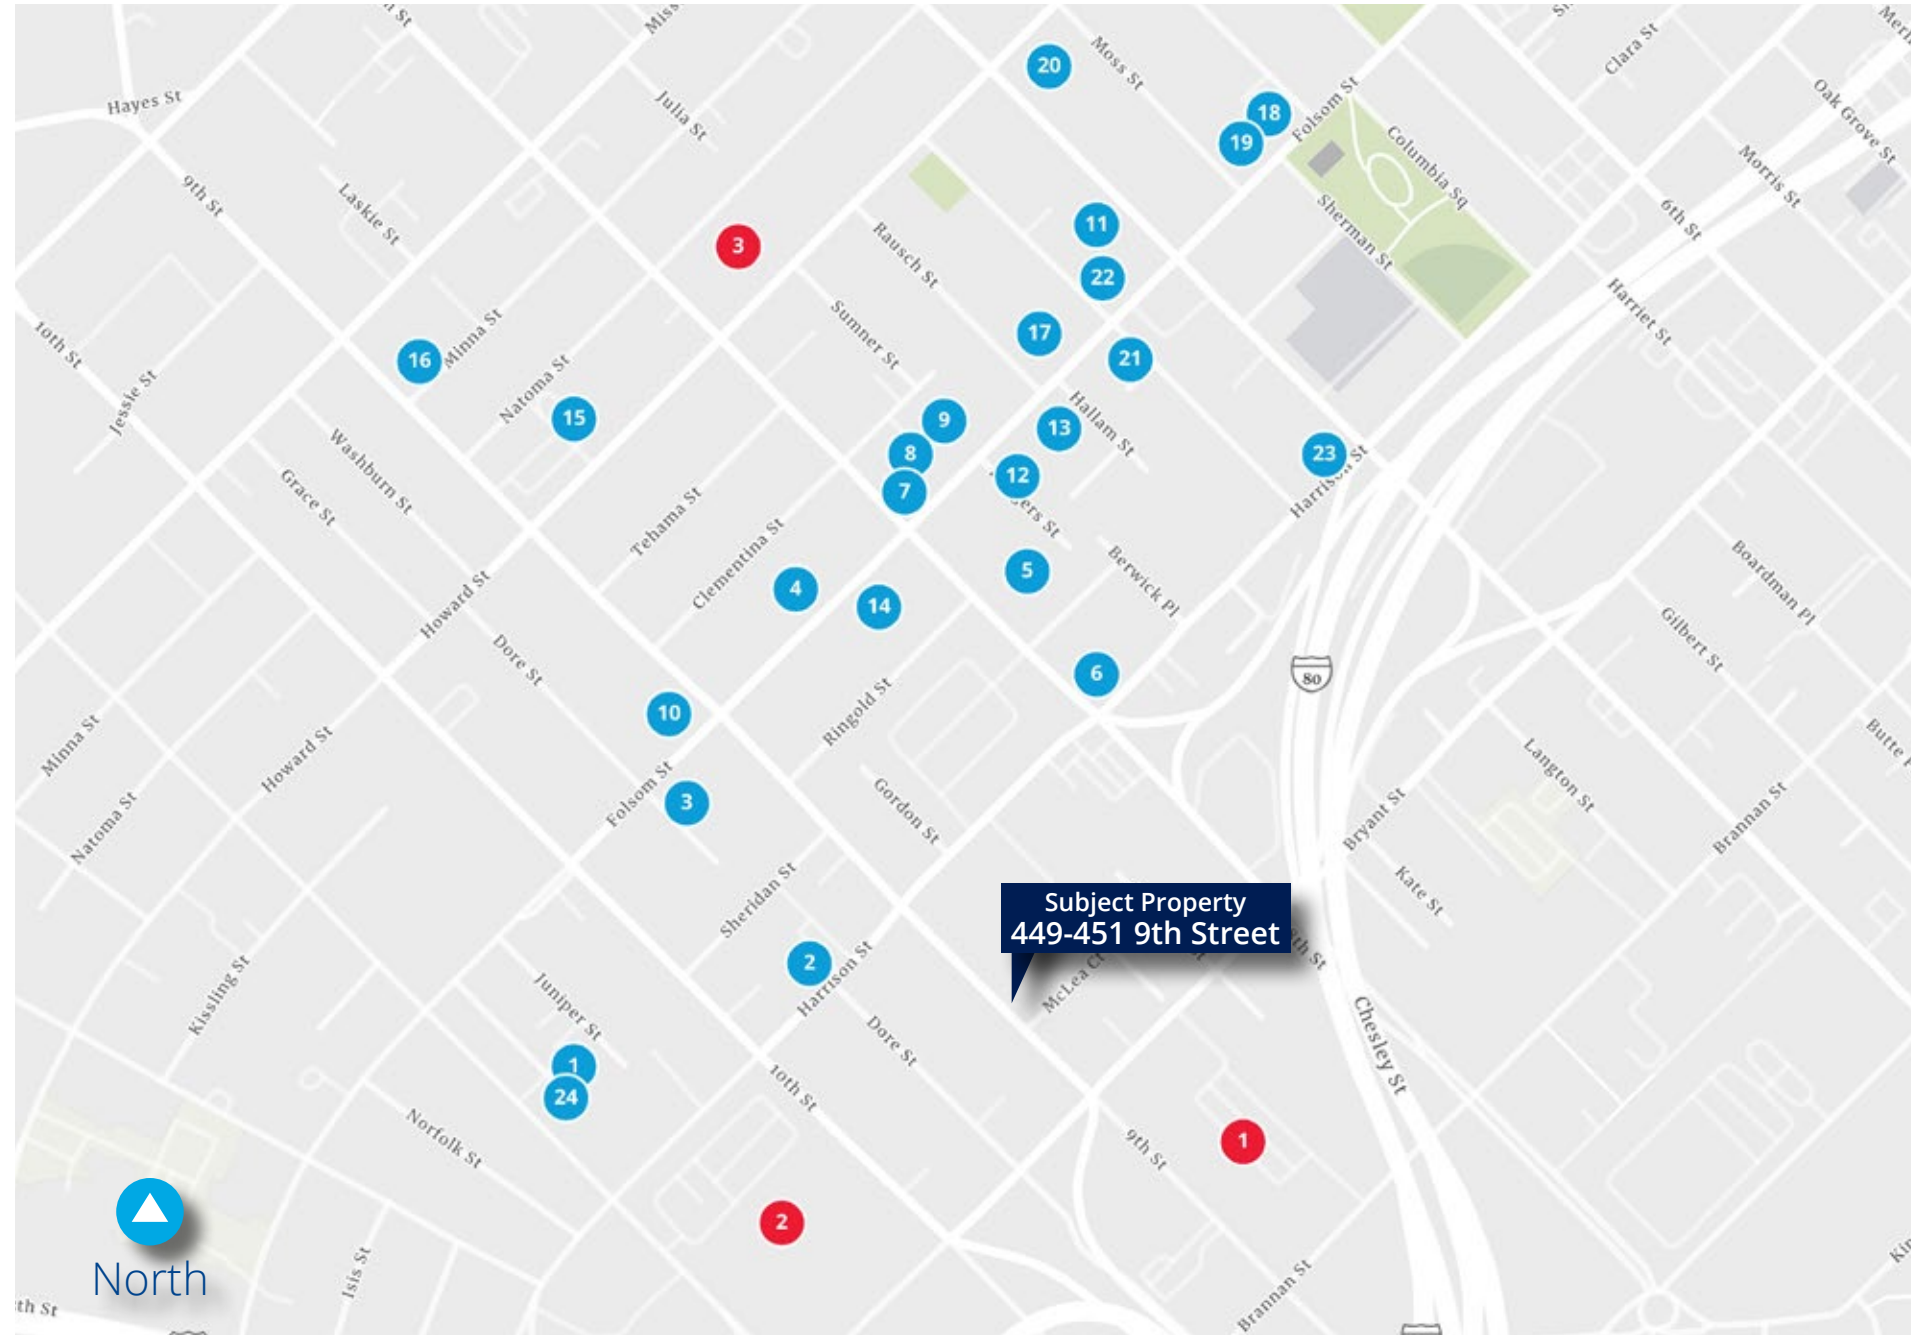 Hayes St
Julia St
Moss St
Clara St
Oak Grove St
Folsom St
Columbia Sq
Morris St
6th St
Sherman St
9th St
Laskie St
Rausch St
Harriet St
10th St
Minna St
Sumner St
Jessie St
Natoma St
Hallam St
Washburn St
Grace St
Harrison St
Tehama St
Clementina St
Berwick Pl
Boardman Pl
Howard St
Dore St
Gilbert St
80
Ringold St
Minna St
Howard St
Butte
Langton St
Natoma St
Folsom St
Gordon St
Bryant St
Brannan St
Kate St
Sheridan St
Subject Property
449-451 9th Street
8th St
McLea Ct
Kissling St
Juniper St
Harrison St
Dore St
Chesley St
10th St
Norfolk St
9th St
Isis St
Brannan St
North
20
18
19
11
3
22
17
21
16
15
9
13
8
12
7
23
5
4
14
6
10
3
2
1
24
1
2